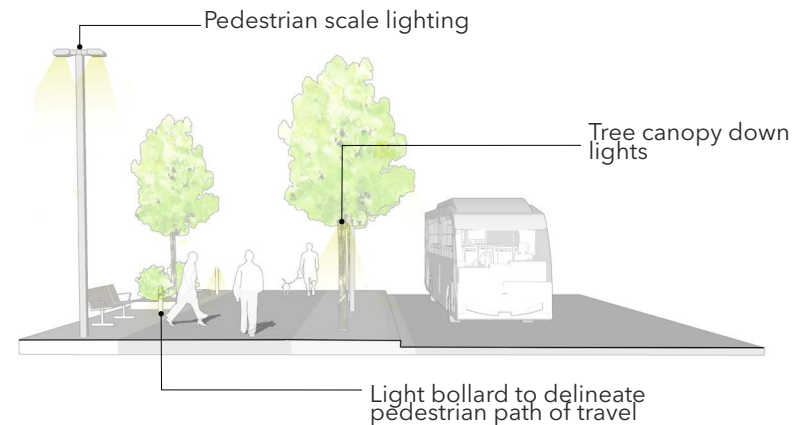 Pedestrian scale lighting
Tree canopy down
lights
Light bollard to delineate
pedestrian path of travel